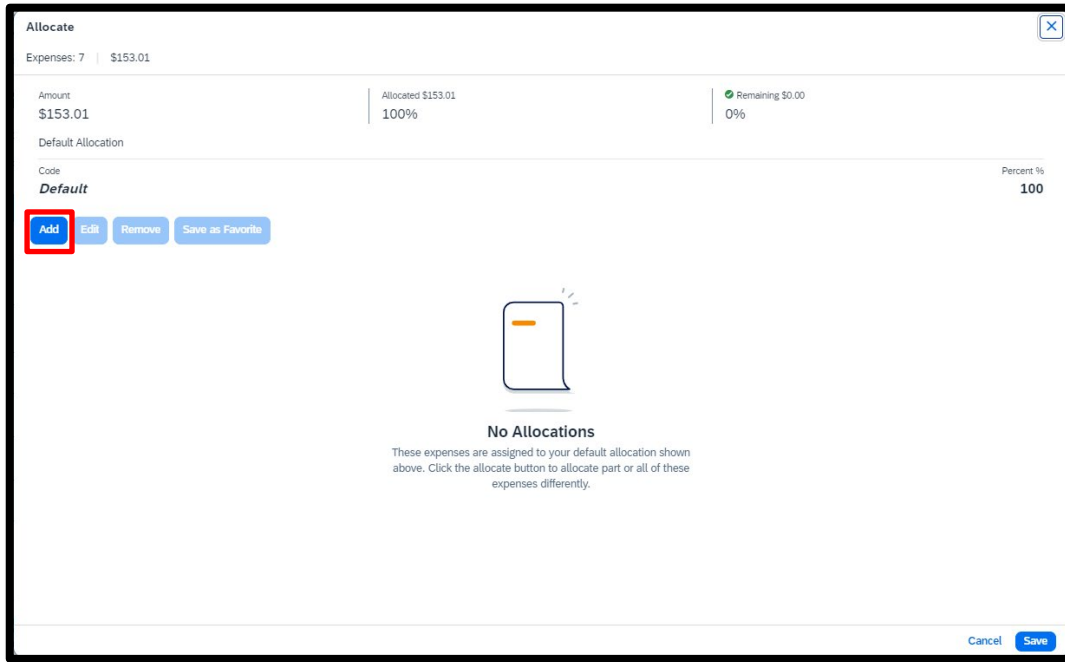 Allocate
Expenses: 7 | $153.01
Amount
$153.01
Allocated $153.01
100%
Remaining $0.00
0%
Default Allocation
Code
Default
Percent %
100
Add Edit Remove Save as Favorite
No Allocations
These expenses are assigned to your default allocation shown
above. Click the allocate button to allocate part or all of these
expenses differently.
Cancel Save